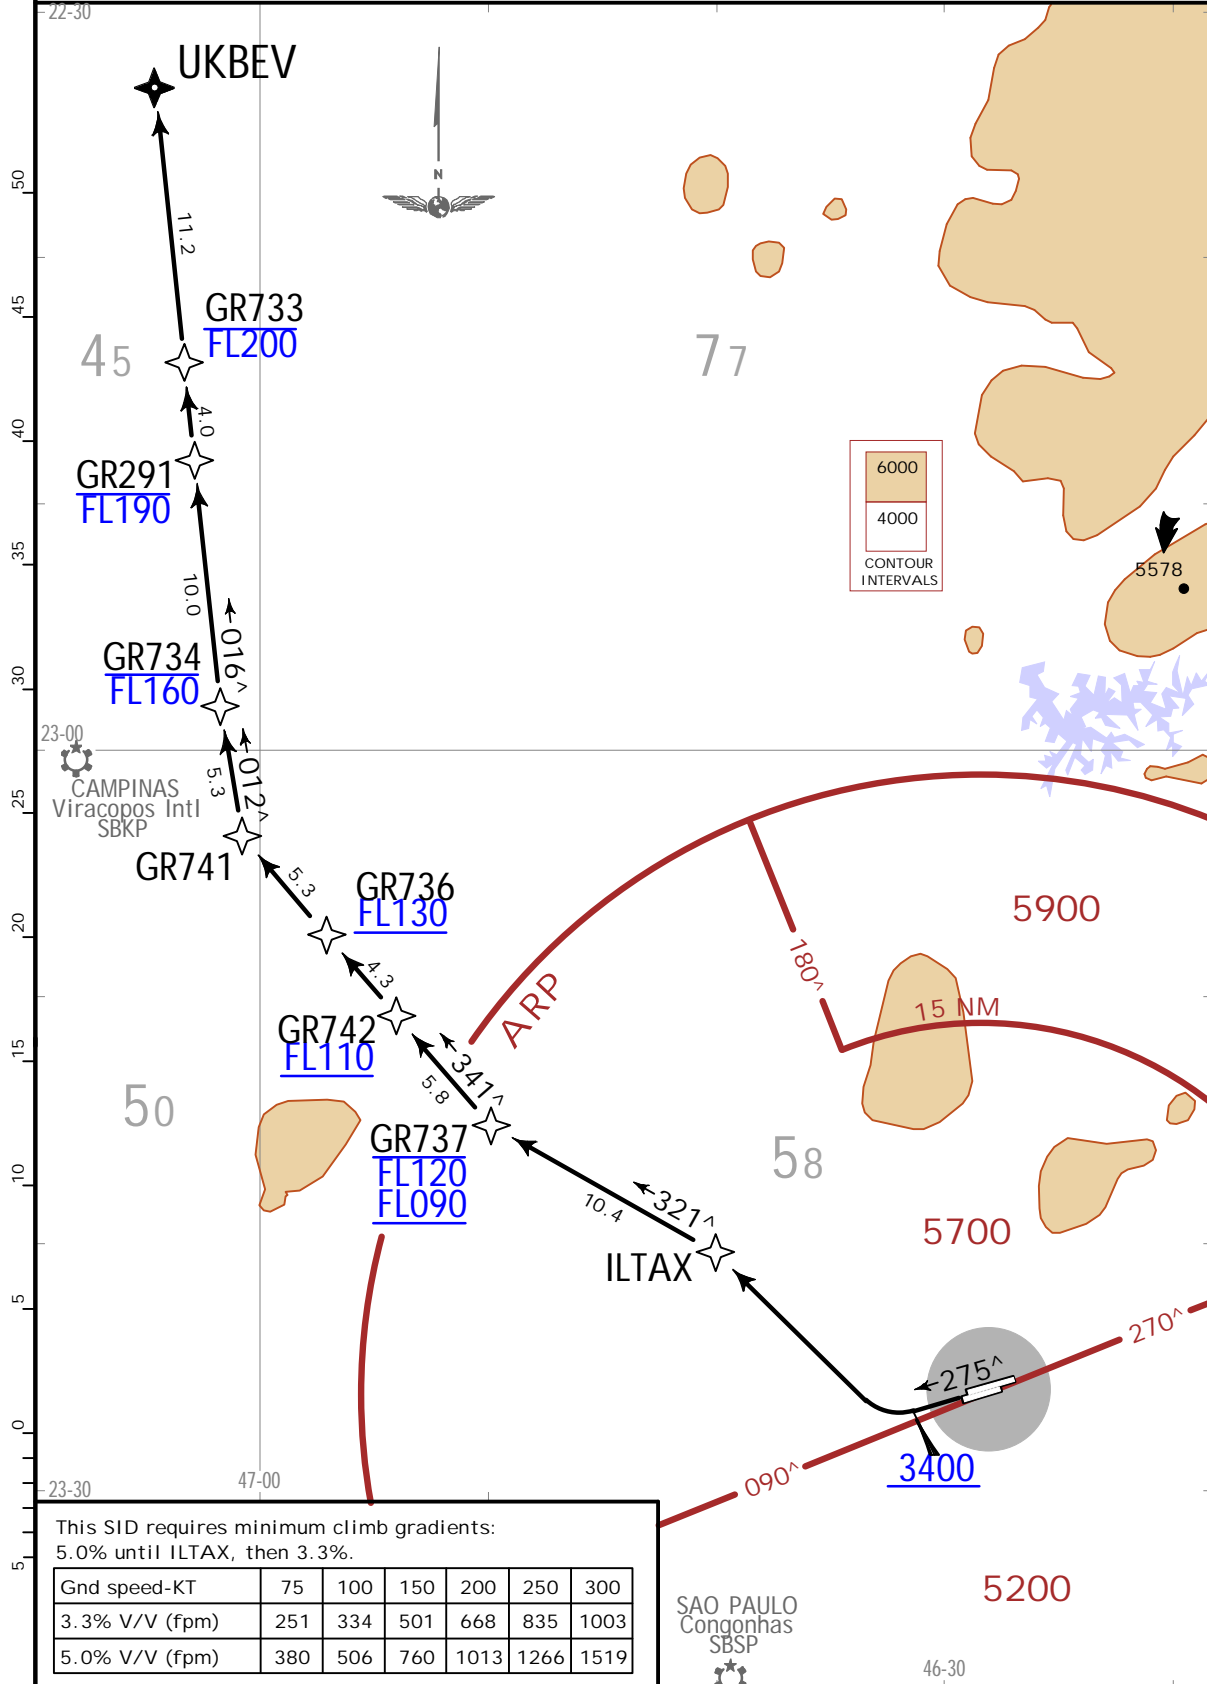 22-30
UKBEV
N
50
11.2
45
GR733
FL200
45
77
40
4.0
GR291
FL190
6000
4000
CONTOUR
INTERVALS
35
5578
10.0
016^
GR734
FL160
30
23-00
CAMPINAS
Viracopos Intl
SBKP
5.3
012^
25
GR741
5.3
GR736
FL130
5900
20
180^
4.3
ARP
15 NM
GR742
FL110
15
341^
5.8
50
GR737
FL120
FL090
58
10
321^
10.4
5700
ILTAX
5
270^
275^
0
3400
090^
23-30
47-00
This SID requires minimum climb gradients:
5.0% until ILTAX, then 3.3%.
5
Gnd speed-KT 75 100 150 200 250 300
3.3% V/V (fpm) 251 334 501 668 835 1003
5.0% V/V (fpm) 380 506 760 1013 1266 1519
5200
SAO PAULO
Congonhas
SBSP
46-30